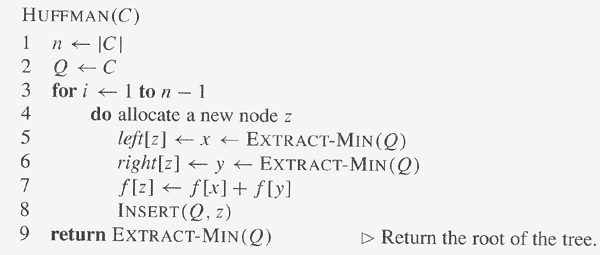 HUFFMAN(C)
1 n ← |C|
2 Q ← C
3 for i ← 1 to n − 1
4 do allocate a new node z
5 left[z] ← x ← EXTRACT-MIN(Q)
6 right[z] ← y ← EXTRACT-MIN(Q)
7 f[z] ← f[x] + f[y]
8 INSERT(Q, z)
9 return EXTRACT-MIN(Q) ▷ Return the root of the tree.